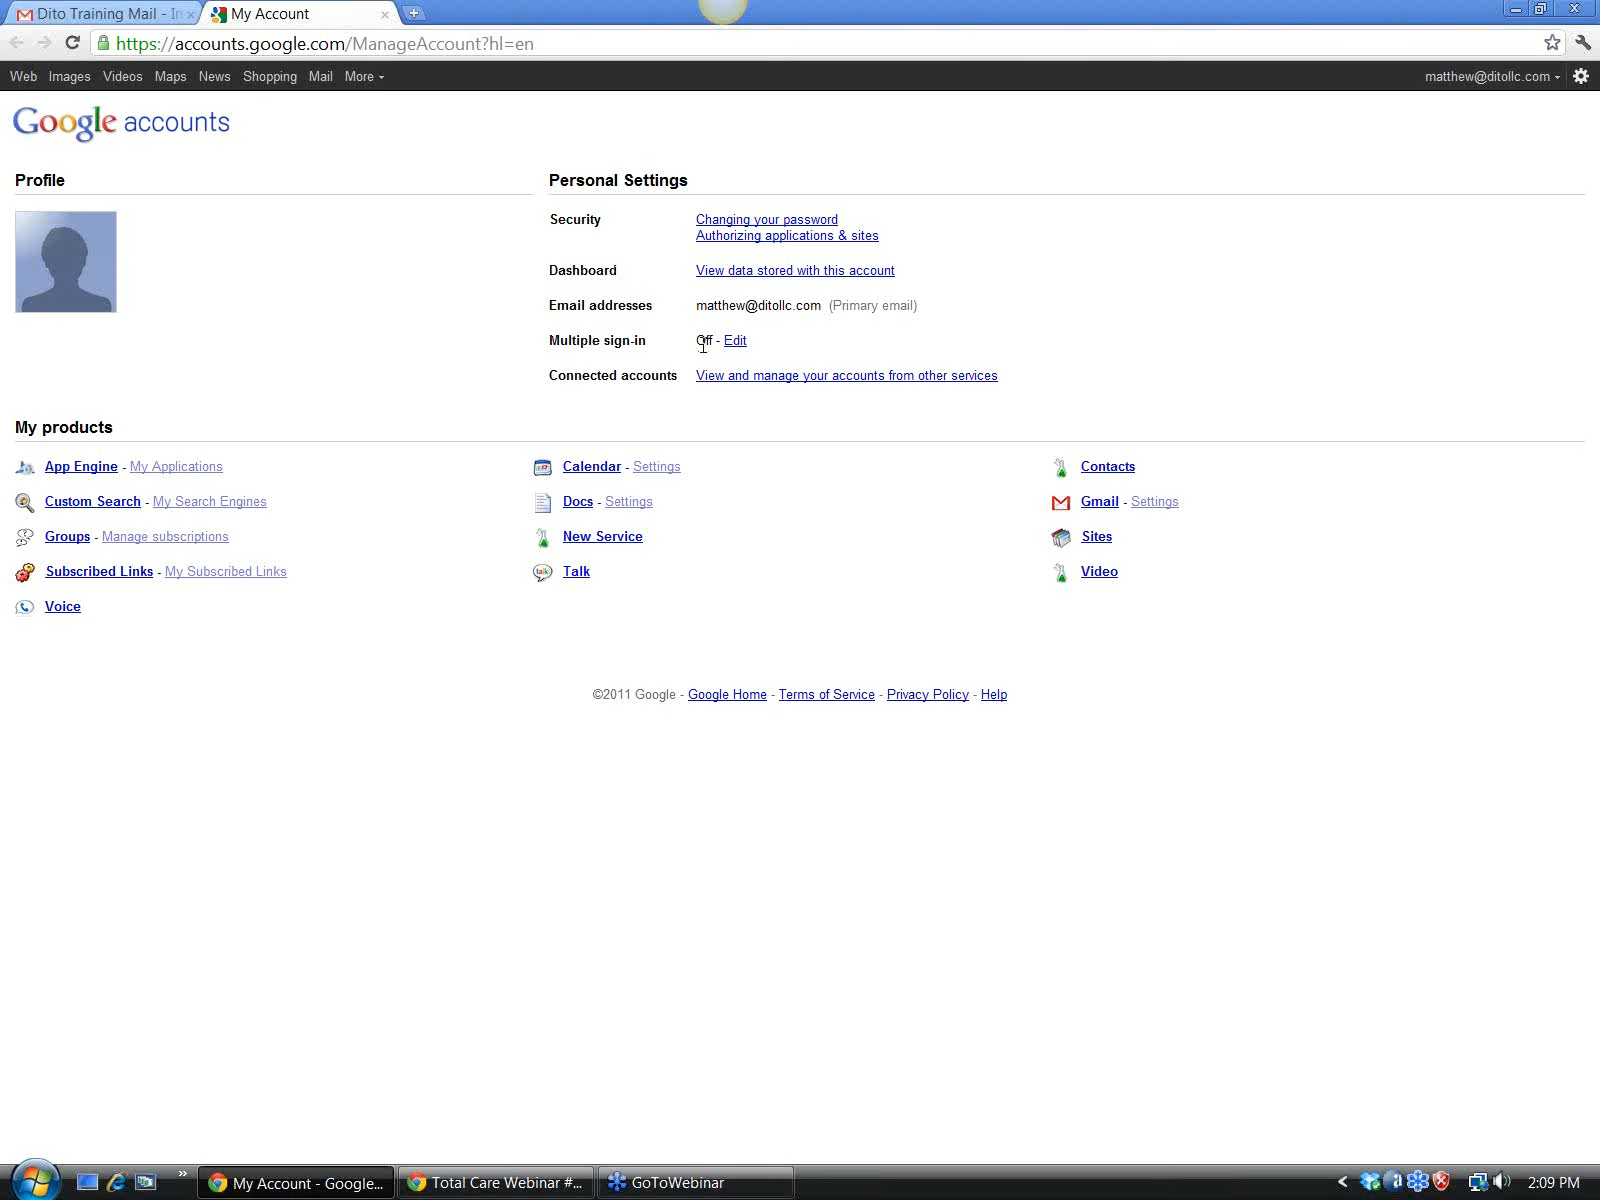 Dito Training Mail - In
My Account
https://accounts.google.com/ManageAccount?hl=en
Web Images Videos Maps News Shopping Mail More
matthew@ditollc.com
Google accounts
Profile
Personal Settings
Security
Changing your password
Authorizing applications & sites
Dashboard
View data stored with this account
Email addresses
matthew@ditollc.com (Primary email)
Multiple sign-in
Off - Edit
Connected accounts
View and manage your accounts from other services
My products
App Engine - My Applications
Calendar - Settings
Contacts
Custom Search - My Search Engines
Docs - Settings
Gmail - Settings
Groups - Manage subscriptions
New Service
Sites
Subscribed Links - My Subscribed Links
talk
Talk
Video
Voice
©2011 Google - Google Home - Terms of Service - Privacy Policy - Help
My Account - Google...
Total Care Webinar #...
GoToWebinar
2:09 PM